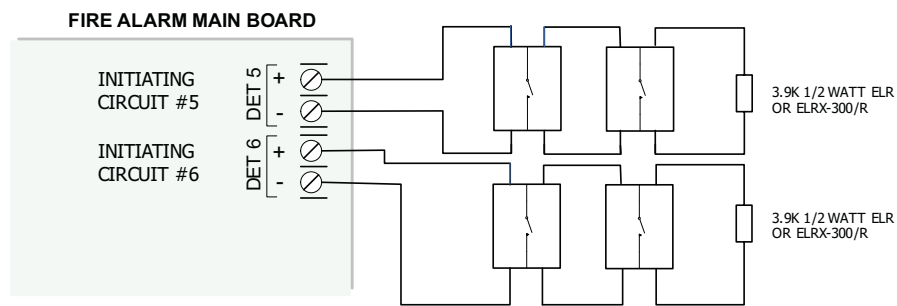 FIRE ALARM MAIN BOARD
INITIATING
CIRCUIT #5
DET 5
+
-
3.9K 1/2 WATT ELR
OR ELRX-300/R
INITIATING
CIRCUIT #6
DET 6
+
-
3.9K 1/2 WATT ELR
OR ELRX-300/R